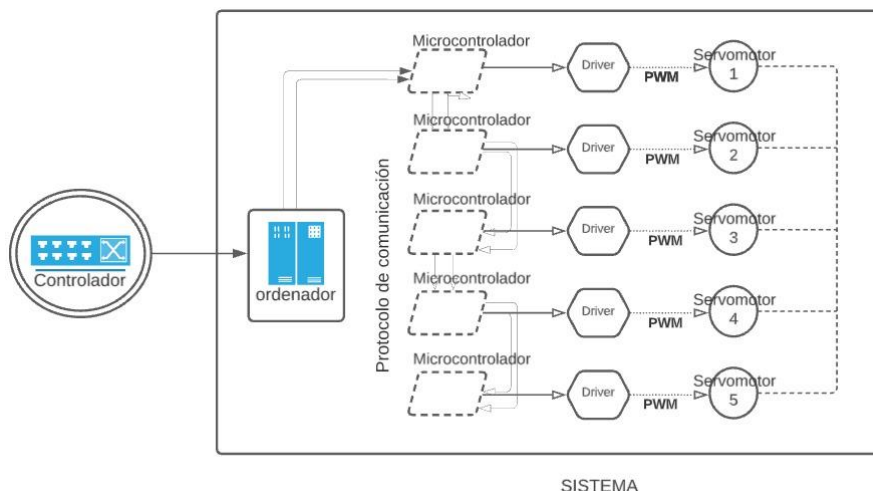 Microcontrolador
Driver
PWM
Servomotor
1
Microcontrolador
Driver
PWM
Servomotor
2
Protocolo de comunicación
Microcontrolador
Driver
PWM
Servomotor
3
Controlador
ordenador
Microcontrolador
Driver
PWM
Servomotor
4
Microcontrolador
Driver
PWM
Servomotor
5
SISTEMA